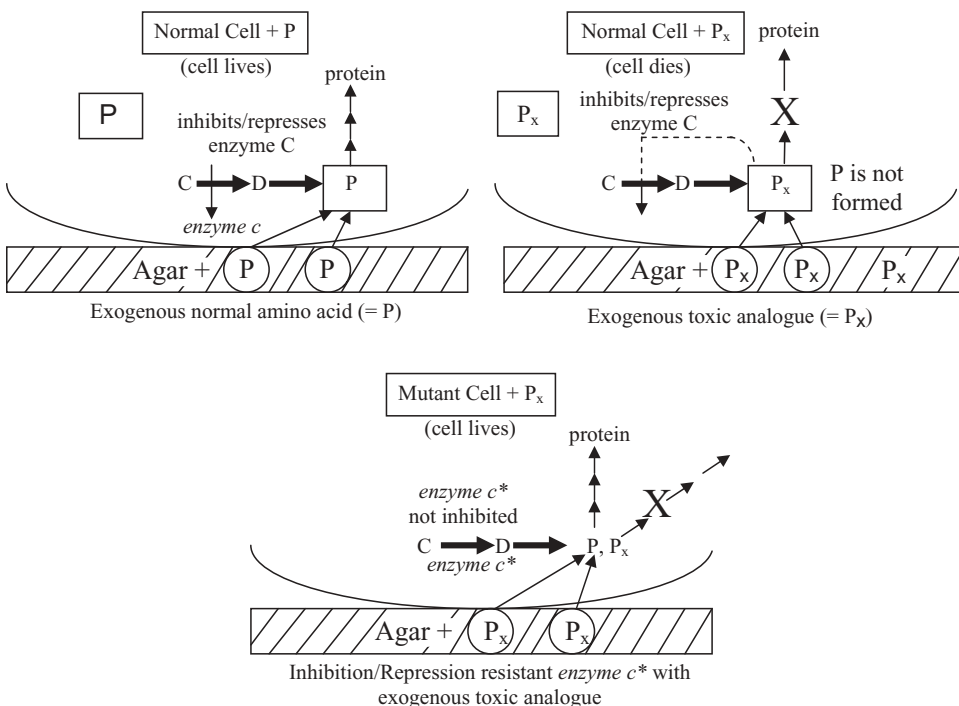 Normal Cell + P
(cell lives)
protein
P
inhibits/represses
enzyme C
C D P
enzyme c
Agar + P P
Exogenous normal amino acid (= P)
Normal Cell + Px
(cell dies)
protein
X
Px
inhibits/represses
enzyme C
C D Px
P is not
formed
Agar + Px Px Px
Exogenous toxic analogue (= Px)
Mutant Cell + Px
(cell lives)
protein
X
enzyme c*
not inhibited
C D P, Px
enzyme c*
Agar + Px Px
Inhibition/Repression resistant enzyme c* with
exogenous toxic analogue